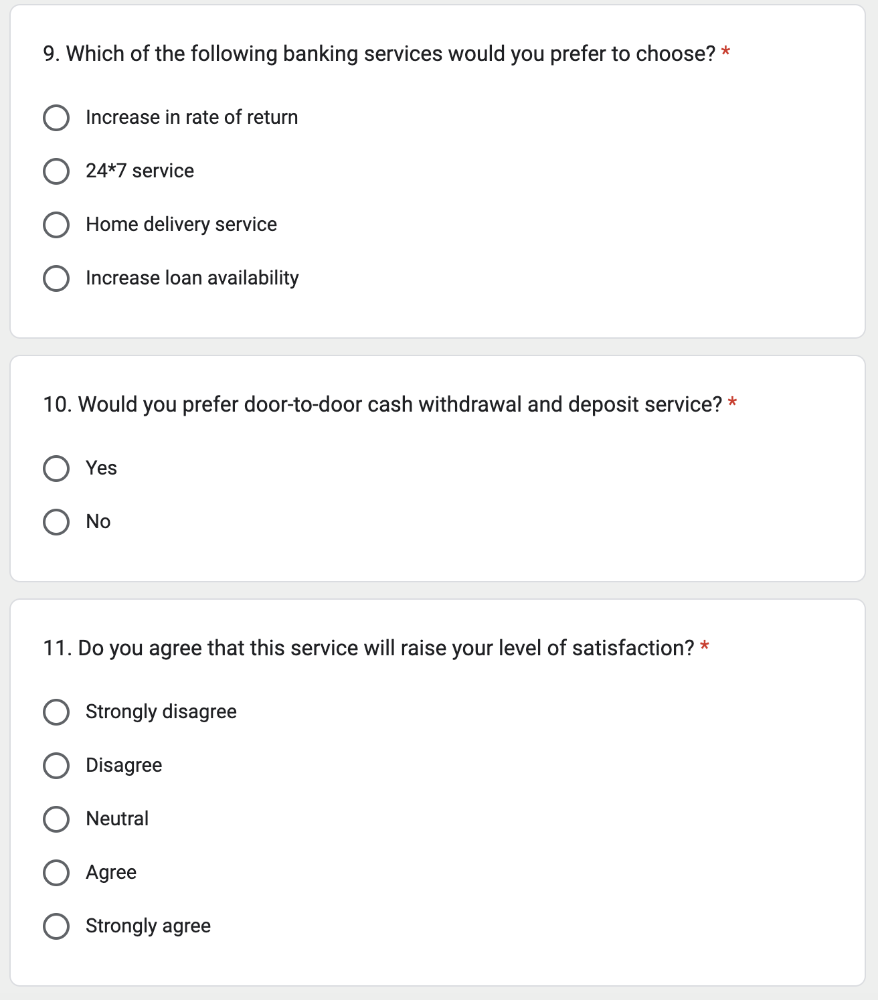 9. Which of the following banking services would you prefer to choose? *
Increase in rate of return
24*7 service
Home delivery service
Increase loan availability
10. Would you prefer door-to-door cash withdrawal and deposit service? *
Yes
No
11. Do you agree that this service will raise your level of satisfaction? *
Strongly disagree
Disagree
Neutral
Agree
Strongly agree